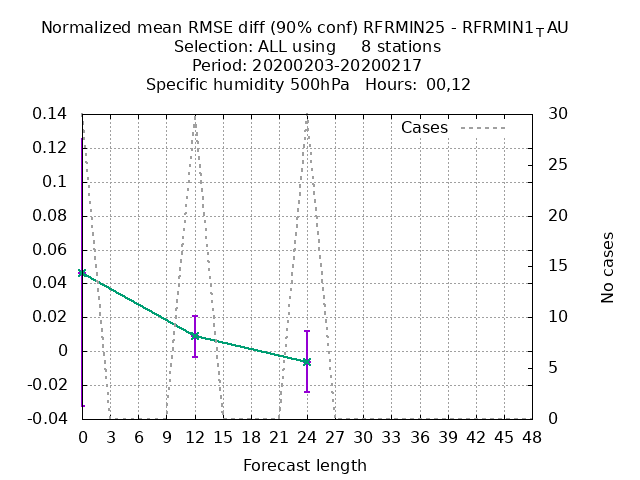 Normalized mean RMSE diff (90% conf) RFRMIN25 - RFRMIN1_TAU
Selection: ALL using 8 stations
Period: 20200203-20200217
Specific humidity 500hPa Hours: 00,12
Cases
0.14
0.12
0.1
0.08
0.06
0.04
0.02
0
-0.02
-0.04
30
25
20
15
10
5
0
No cases
0 3 6 9 12 15 18 21 24 27 30 33 36 39 42 45 48
Forecast length